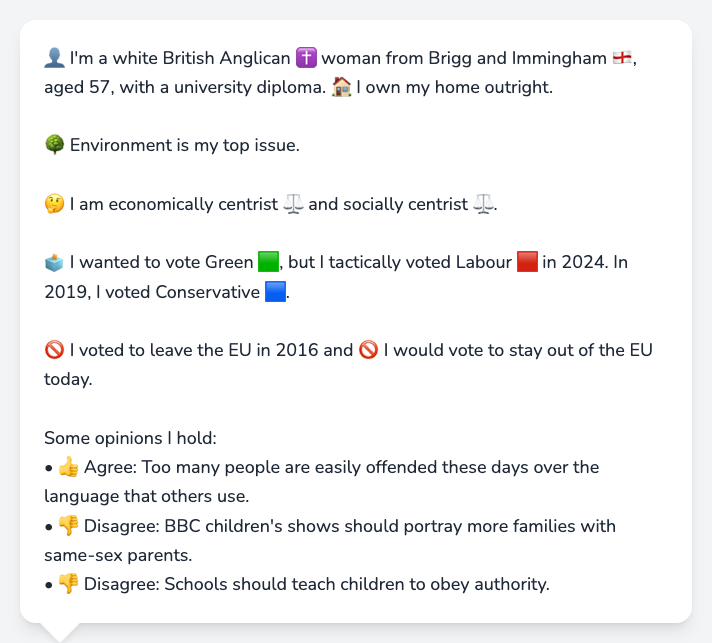 👤 I'm a white British Anglican ✝️ woman from Brigg and Immingham 🏴󠁧󠁢󠁥󠁮󠁧󠁿,
aged 57, with a university diploma. 🏠 I own my home outright.
🌳 Environment is my top issue.
🤔 I am economically centrist ⚖️ and socially centrist ⚖️.
🗳️ I wanted to vote Green 🟩, but I tactically voted Labour 🟥 in 2024. In
2019, I voted Conservative 🟦.
🚫 I voted to leave the EU in 2016 and 🚫 I would vote to stay out of the EU
today.
Some opinions I hold:
• 👍 Agree: Too many people are easily offended these days over the
language that others use.
• 👎 Disagree: BBC children's shows should portray more families with
same-sex parents.
• 👎 Disagree: Schools should teach children to obey authority.